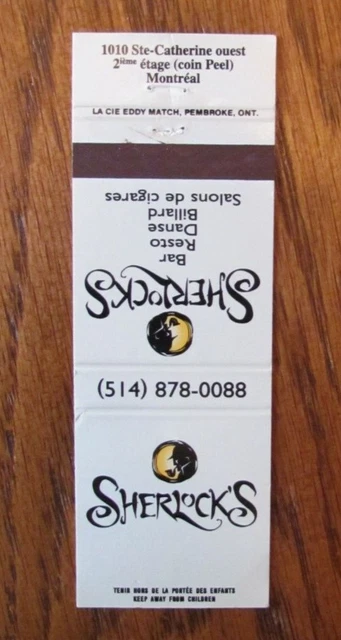 1010 Ste-Catherine ouest
2ième étage (coin Peel)
Montréal
LA CIE EDDY MATCH, PEMBROKE, ONT.
SHERLOCK'S
Bar
Resto
Danse
Billard
Salons de cigares
(514) 878-0088
SHERLOCK'S
TENIR HORS DE LA PORTÉE DES ENFANTS
KEEP AWAY FROM CHILDREN